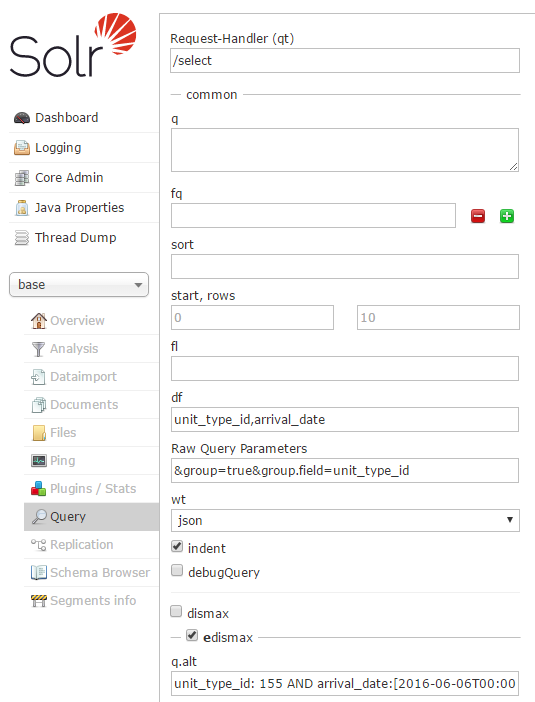 Solr
Dashboard
Logging
Core Admin
Java Properties
Thread Dump
base
Overview
Analysis
Dataimport
Documents
Files
Ping
Plugins / Stats
Query
Replication
Schema Browser
Segments info
Request-Handler (qt)
/select
common
q
fq
sort
start, rows
0 10
fl
df
unit_type_id,arrival_date
Raw Query Parameters
&group=true&group.field=unit_type_id
wt
json
indent
debugQuery
dismax
edismax
q.alt
unit_type_id: 155 AND arrival_date:[2016-06-06T00:00